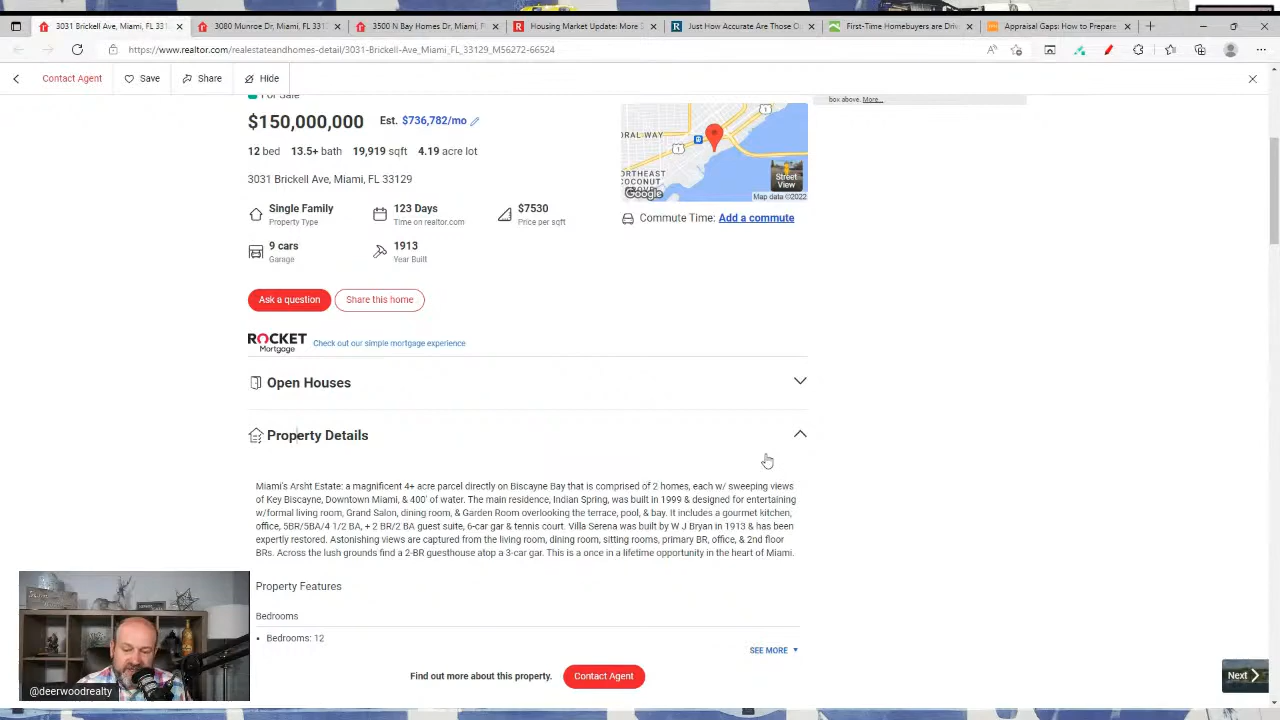 3031 Brickell Ave, Miami, FL 331
3080 Munroe Dr, Miami, FL 3313
3500 N Bay Homes Dr, Miami, FL
Housing Market Update: More S
Just How Accurate Are Those O
First-Time Homebuyers are Driv
Appraisal Gaps: How to Prepare
https://www.realtor.com/realestateandhomes-detail/3031-Brickell-Ave_Miami_FL_33129_M56272-66524
Contact Agent
Save
Share
Hide
For Sale
box above. More...
$150,000,000
Est. $736,782/mo
12 bed 13.5+ bath 19,919 sqft 4.19 acre lot
3031 Brickell Ave, Miami, FL 33129
ORAL WAY
NORTHEAST
COCONUT
Google
Street
View
Map data ©2022
Commute Time: Add a commute
Single Family
Property Type
123 Days
Time on realtor.com
$7530
Price per sqft
9 cars
Garage
1913
Year Built
Ask a question
Share this home
ROCKET
Mortgage
Check out our simple mortgage experience
Open Houses
Property Details
Miami's Arsht Estate: a magnificent 4+ acre parcel directly on Biscayne Bay that is comprised of 2 homes, each w/ sweeping views
of Key Biscayne, Downtown Miami, & 400' of water. The main residence, Indian Spring, was built in 1999 & designed for entertaining
w/formal living room, Grand Salon, dining room, & Garden Room overlooking the terrace, pool, & bay. It includes a gourmet kitchen,
office, 5BR/5BA/4 1/2 BA, + 2 BR/2 BA guest suite, 6-car gar & tennis court. Villa Serena was built by W J Bryan in 1913 & has been
expertly restored. Astonishing views are captured from the living room, dining room, sitting rooms, primary BR, office, & 2nd floor
BRs. Across the lush grounds find a 2-BR guesthouse atop a 3-car gar. This is a once in a lifetime opportunity in the heart of Miami.
Property Features
Bedrooms
Bedrooms: 12
SEE MORE
Find out more about this property.
Contact Agent
Next
@deerwoodrealty